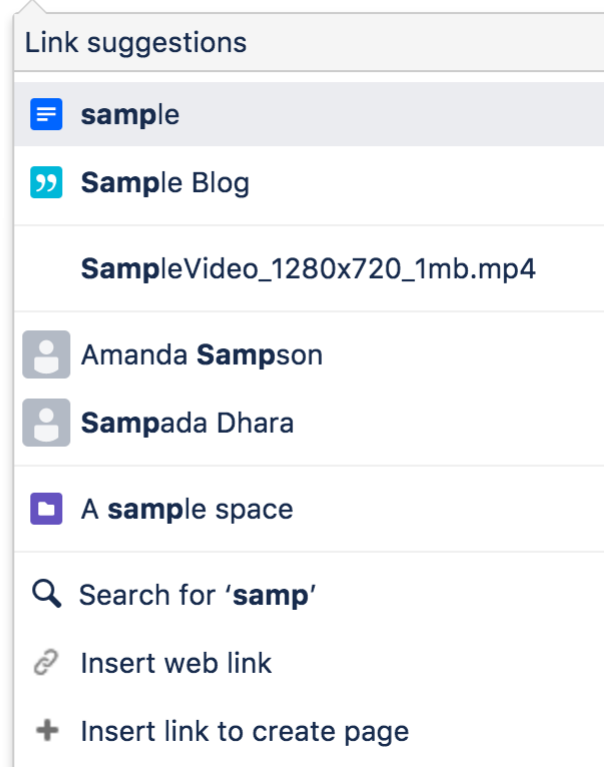 Link suggestions
sample
Sample Blog
SampleVideo_1280x720_1mb.mp4
Amanda Sampson
Sampada Dhara
A sample space
Search for ‘samp’
Insert web link
Insert link to create page